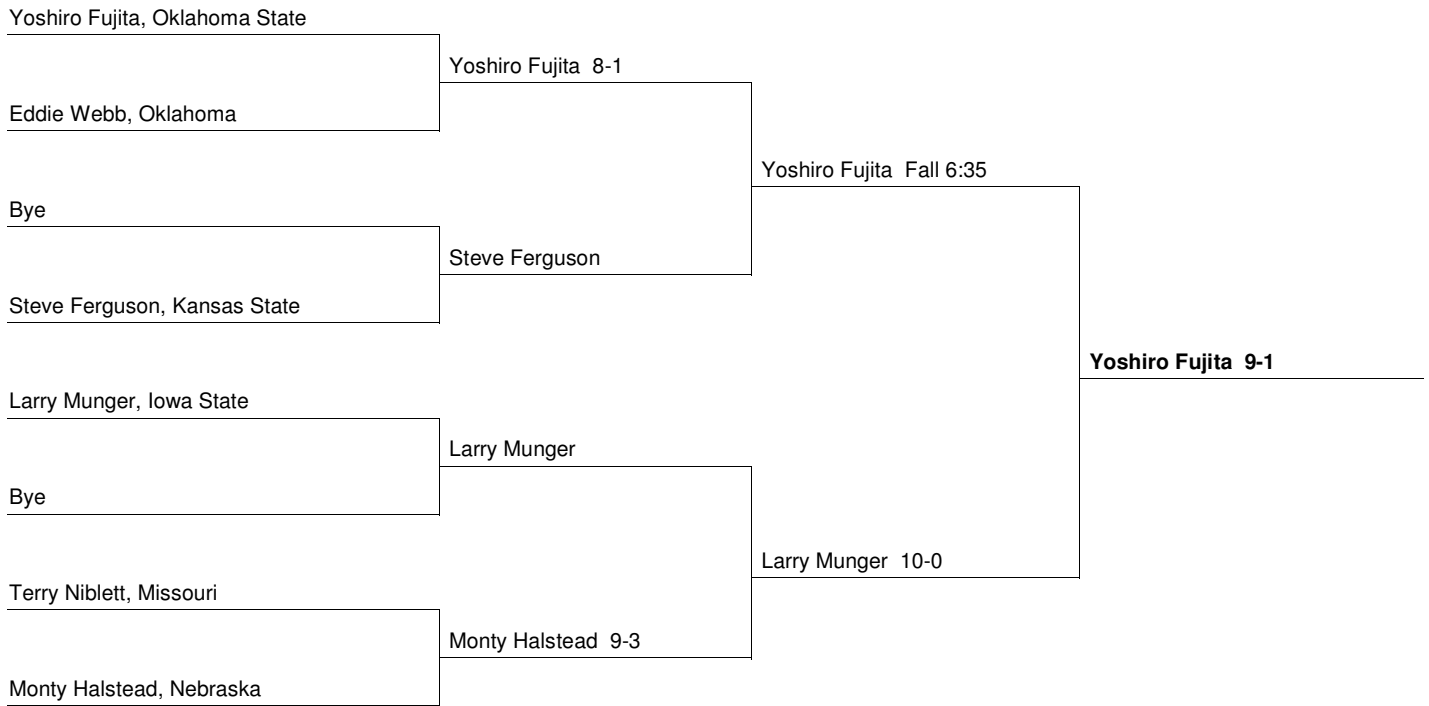 Yoshiro Fujita, Oklahoma State
Yoshiro Fujita 8-1
Eddie Webb, Oklahoma
Yoshiro Fujita Fall 6:35
Bye
Steve Ferguson
Steve Ferguson, Kansas State
Yoshiro Fujita 9-1
Larry Munger, Iowa State
Larry Munger
Bye
Larry Munger 10-0
Terry Niblett, Missouri
Monty Halstead 9-3
Monty Halstead, Nebraska